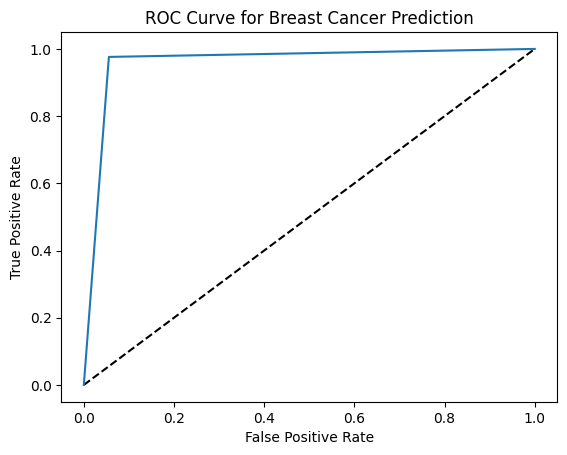 ROC Curve for Breast Cancer Prediction
1.0
0.8
0.6
0.4
0.2
0.0
True Positive Rate
0.0 0.2 0.4 0.6 0.8 1.0
False Positive Rate